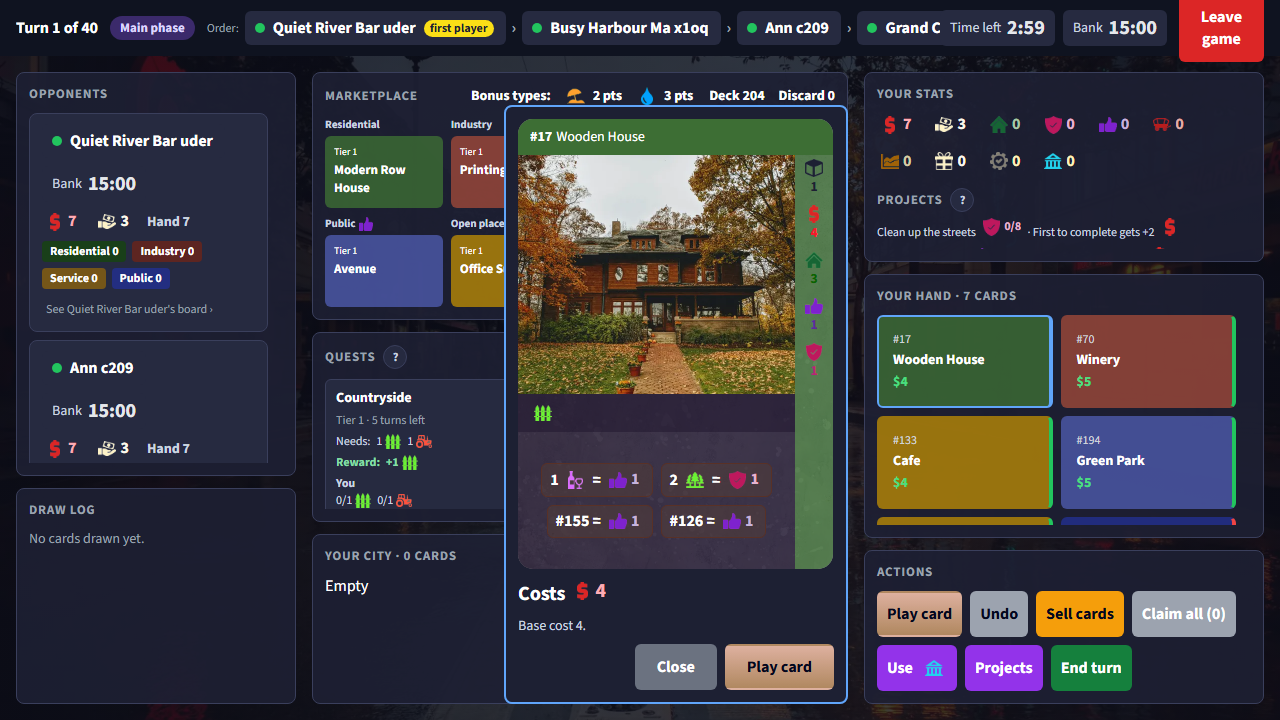 Turn 1 of 40 Main phase Order: Quiet River Bar uder first player › Busy Harbour Ma x1oq › Ann c209 › Grand C Time left 2:59 Bank 15:00 Leave game
OPPONENTS
Quiet River Bar uder
Bank 15:00
7 3 Hand 7
Residential 0 Industry 0
Service 0 Public 0
See Quiet River Bar uder's board ›
Ann c209
Bank 15:00
7 3 Hand 7
DRAW LOG
No cards drawn yet.
MARKETPLACE Bonus types: 2 pts 3 pts Deck 204 Discard 0
Residential Industry
Tier 1
Modern Row House
Tier 1
Printing
Public Open place
Tier 1
Avenue
Tier 1
Office S
QUESTS ?
Countryside
Tier 1 · 5 turns left
Needs: 1 1
Reward: +1
You
0/1 0/1
YOUR CITY · 0 CARDS
Empty
#17 Wooden House
1
4
3
1
1
1 = 1 2 = 1
#155 = 1 #126 = 1
Costs 4
Base cost 4.
Close Play card
YOUR STATS
7 3 0 0 0 0
0 0 0 0
PROJECTS ?
Clean up the streets 0/8 · First to complete gets +2
YOUR HAND · 7 CARDS
#17
Wooden House
$4
#70
Winery
$5
#133
Cafe
$4
#194
Green Park
$5
ACTIONS
Play card Undo Sell cards Claim all (0)
Use Projects End turn